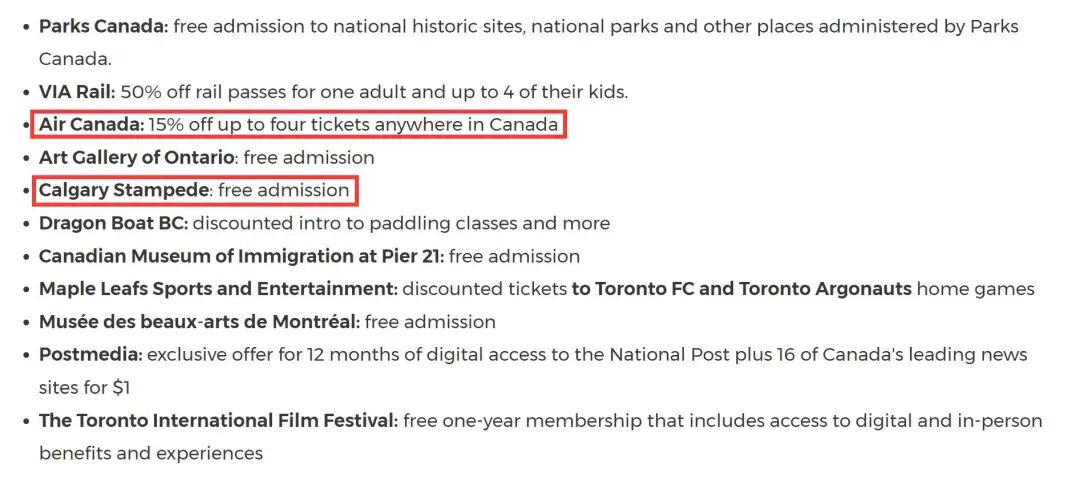 • Parks Canada: free admission to national historic sites, national parks and other places administered by Parks
Canada.
• VIA Rail: 50% off rail passes for one adult and up to 4 of their kids.
• Air Canada: 15% off up to four tickets anywhere in Canada
• Art Gallery of Ontario: free admission
• Calgary Stampede: free admission
• Dragon Boat BC: discounted intro to paddling classes and more
• Canadian Museum of Immigration at Pier 21: free admission
• Maple Leafs Sports and Entertainment: discounted tickets to Toronto FC and Toronto Argonauts home games
• Musée des beaux-arts de Montréal: free admission
• Postmedia: exclusive offer for 12 months of digital access to the National Post plus 16 of Canada's leading news
sites for $1
• The Toronto International Film Festival: free one-year membership that includes access to digital and in-person
benefits and experiences